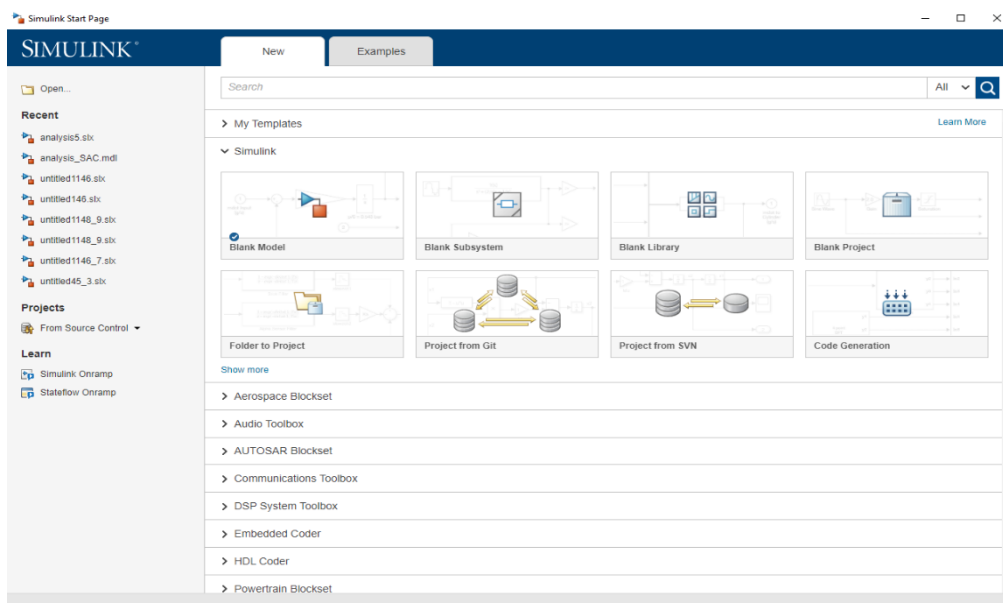 Simulink Start Page
SIMULINK®
New
Examples
Open...
Recent
analysis5.slx
analysis_SAC.mdl
untitled1146.slx
untitled146.slx
untitled1148_9.slx
untitled1148_9.slx
untitled1146_7.slx
untitled45_3.slx
Projects
From Source Control
Learn
Simulink Onramp
Stateflow Onramp
Search
All
My Templates
Learn More
Simulink
Blank Model
Blank Subsystem
Blank Library
Blank Project
Folder to Project
Project from Git
Project from SVN
Code Generation
Show more
Aerospace Blockset
Audio Toolbox
AUTOSAR Blockset
Communications Toolbox
DSP System Toolbox
Embedded Coder
HDL Coder
Powertrain Blockset